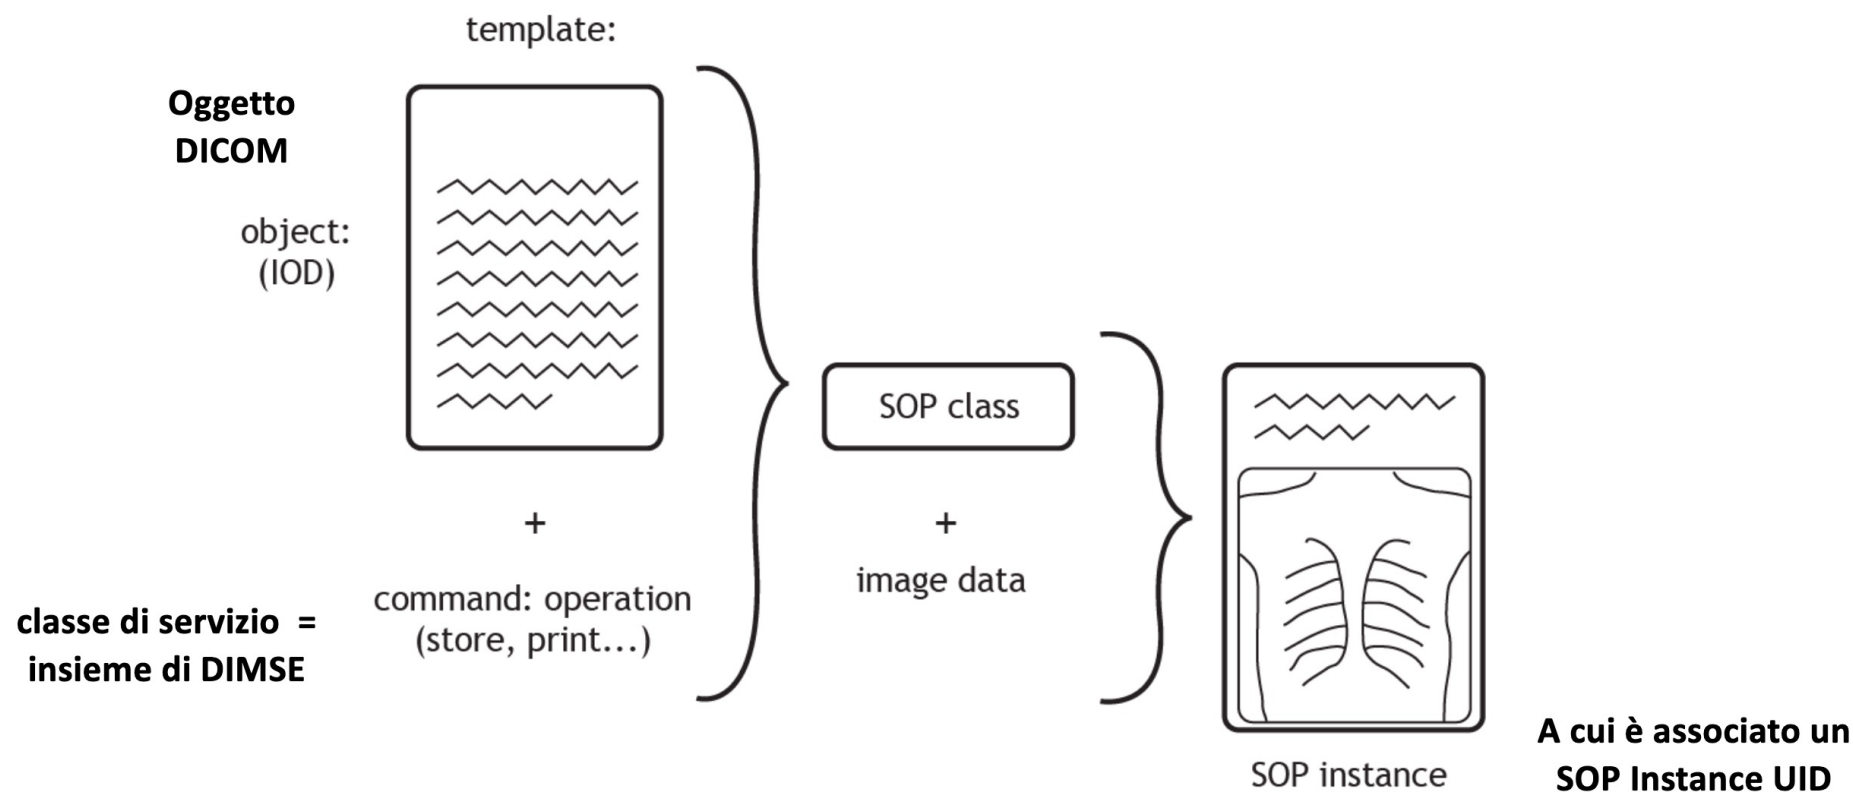 template:
Oggetto
DICOM
object:
(IOD)
+
command: operation
(store, print...)
classe di servizio =
insieme di DIMSE
SOP class
+
image data
SOP instance
A cui è associato un
SOP Instance UID